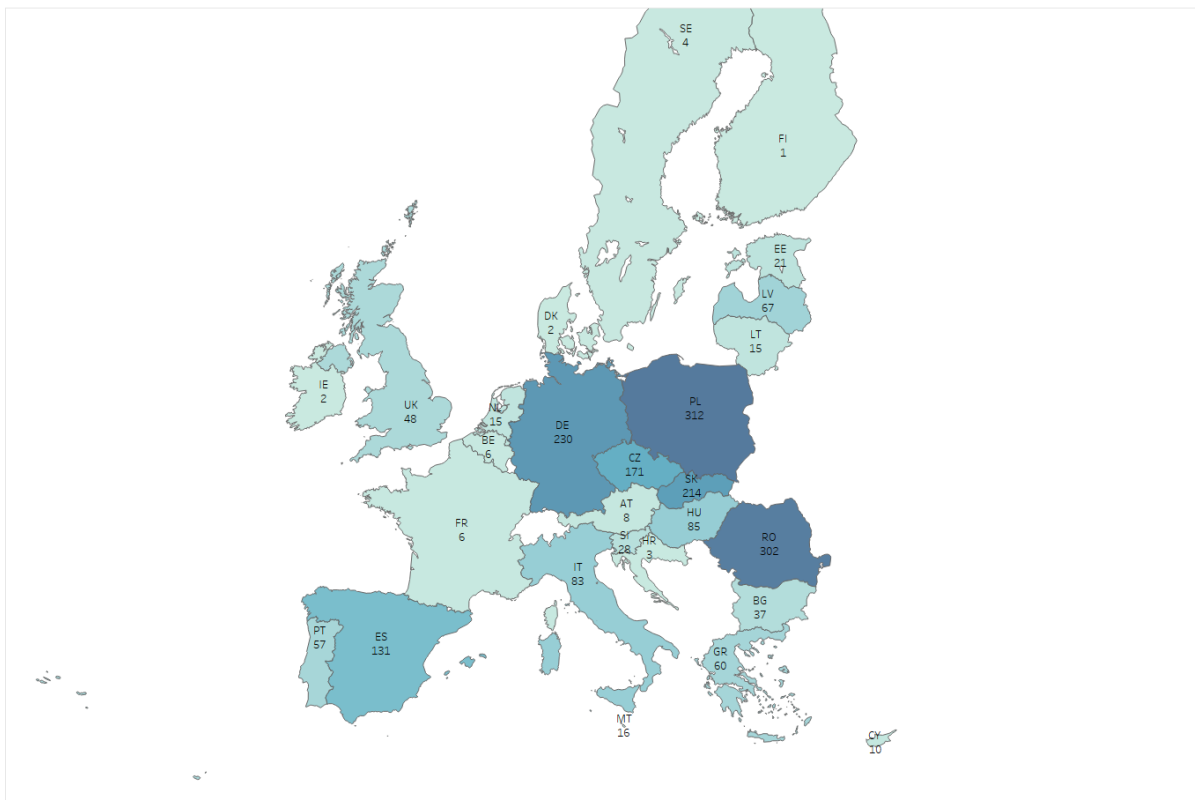 SE
4
FI
1
EE
21
LV
67
LT
15
DK
2
IE
2
UK
48
NL
15
BE
6
DE
230
PL
312
CZ
171
SK
214
AT
8
HU
85
FR
6
SI
28
HR
3
RO
302
IT
83
BG
37
PT
57
ES
131
GR
60
MT
16
CY
10